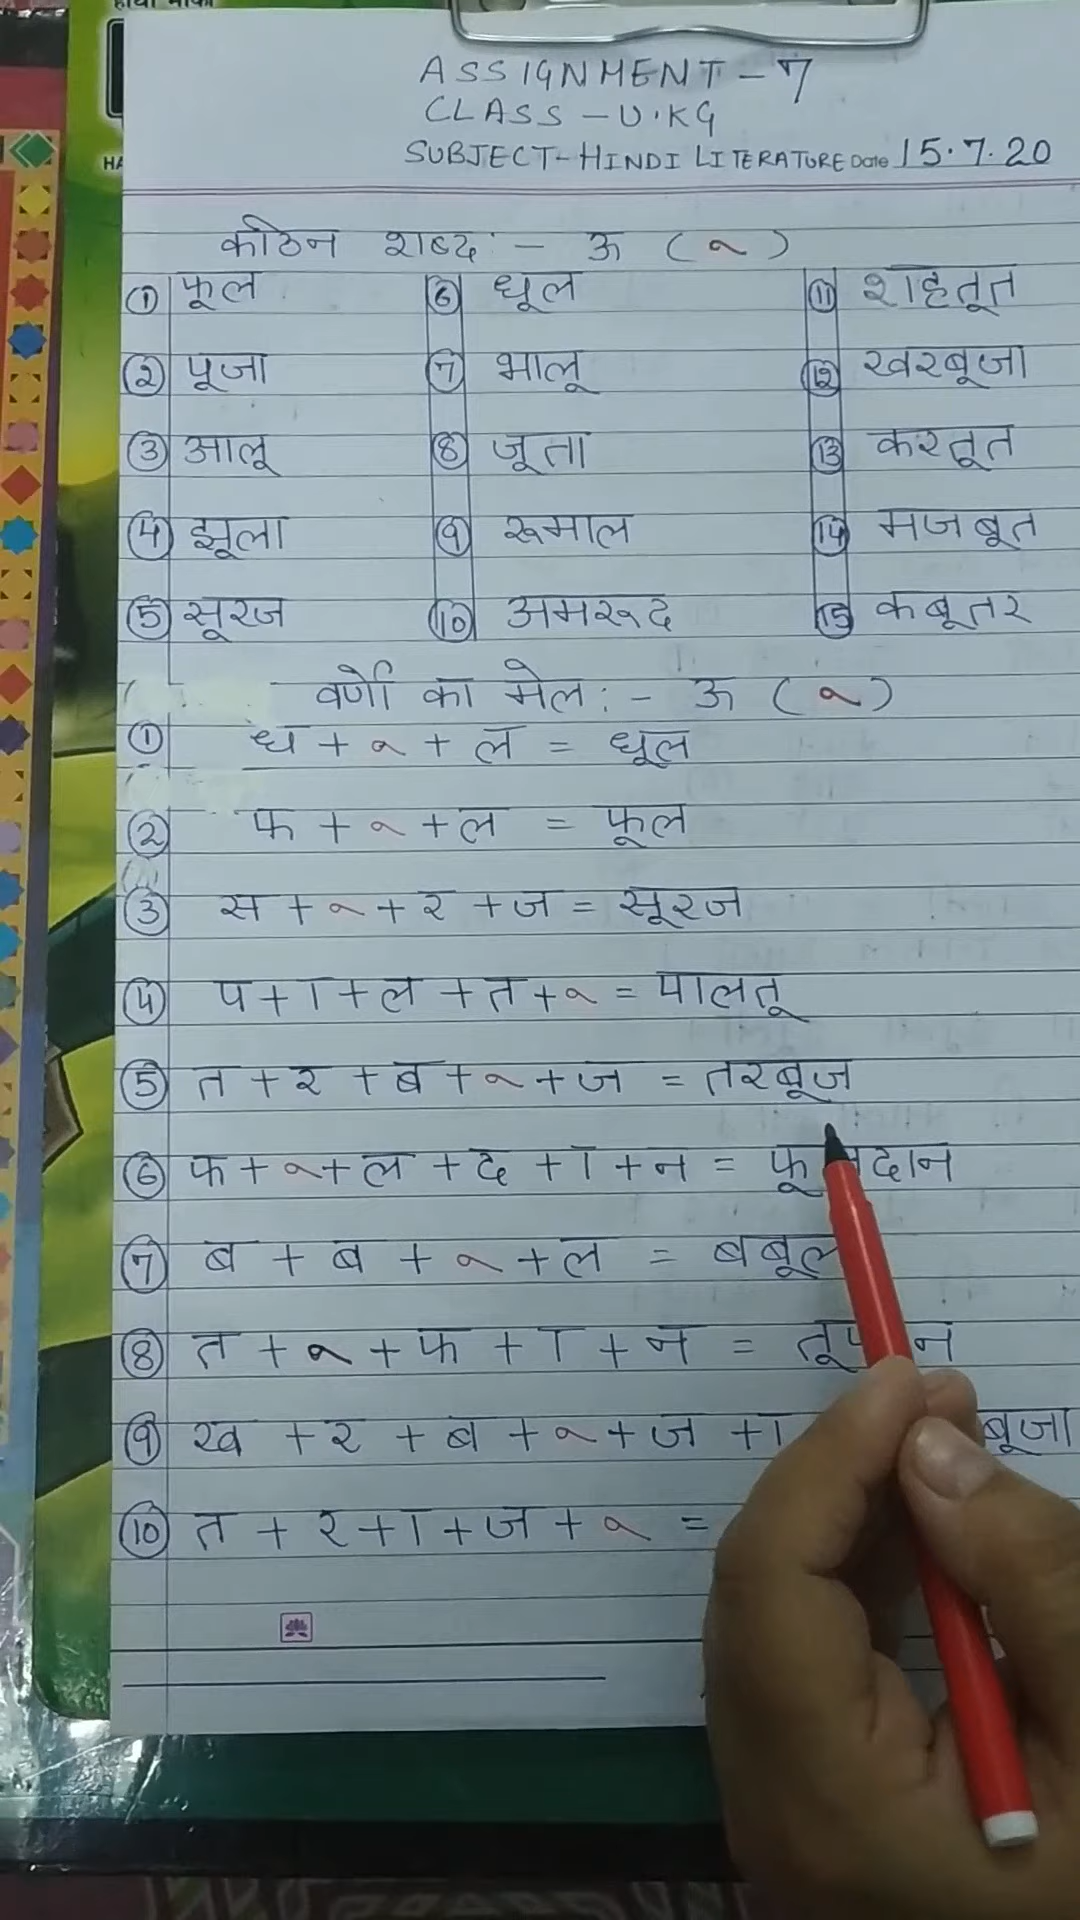 ASSIGNMENT-7
CLASS-U.KG
SUBJECT-HINDI LITERATURE Date 15.7.20
कठिन शब्द :- ऊ ( ू )
① फूल ⑥ धूल ⑪ शहतूत
② पूजा ⑦ भालू ⑫ खरबूजा
③ आलू ⑧ जूता ⑬ करतूत
④ झूला ⑨ रूमाल ⑭ मजबूत
⑤ सूरज ⑩ अमरूद ⑮ कबूतर
वर्णो का मेल :- ऊ ( ू )
① ध + ू + ल = धूल
② फ + ू + ल = फूल
③ स + ू + र + ज = सूरज
④ प + ा + ल + त + ू = पालतू
⑤ त + र + ब + ू + ज = तरबूज
⑥ फ + ू + ल + द + ा + न =
⑦ ब + ब + ू + ल = बबूल
⑧ त + ू + फ + ा + न =
⑨ ख + र + ब + ू + ज + ा बूजा
⑩ त + र + ा + ज + ू =